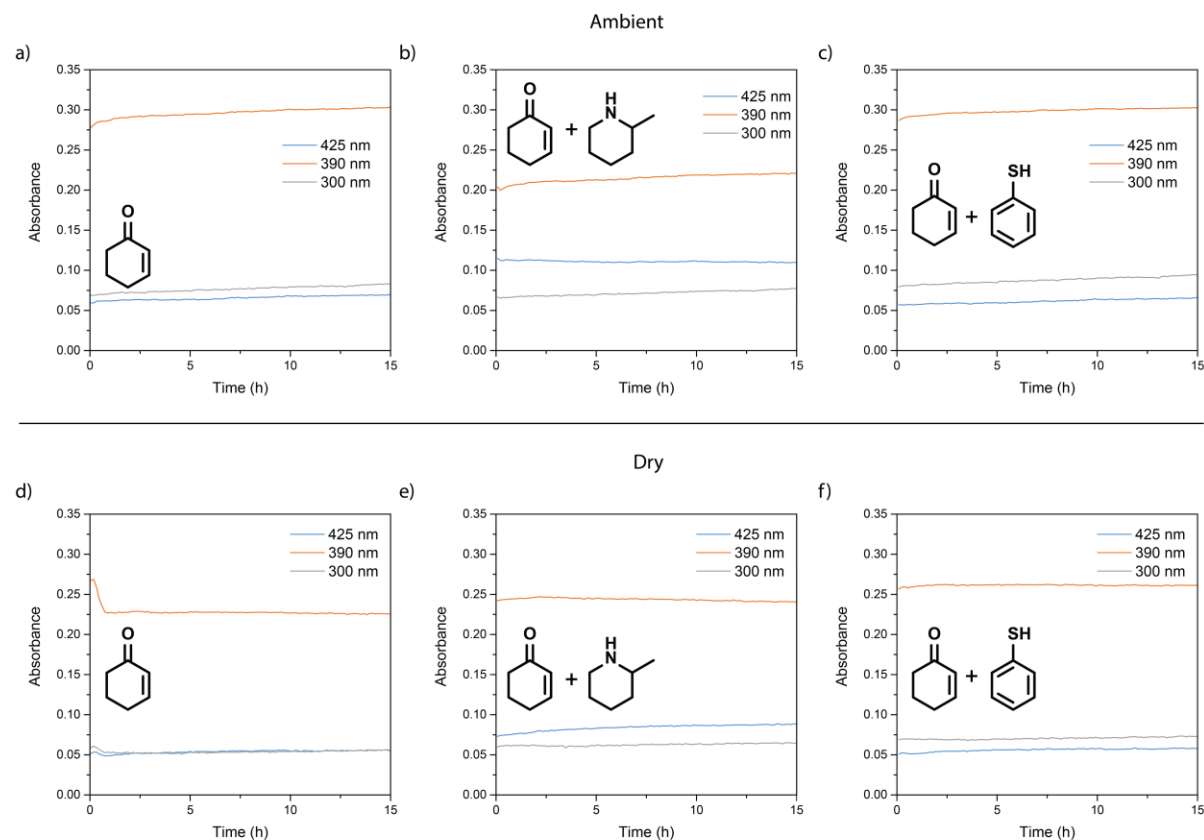 Ambient
a)
b)
c)
0.35
0.30
0.25
0.20
0.15
0.10
0.05
0.00
Absorbance
0
5
10
15
Time (h)
425 nm
390 nm
300 nm
O
0.35
0.30
0.25
0.20
0.15
0.10
0.05
0.00
Absorbance
0
5
10
15
Time (h)
425 nm
390 nm
300 nm
O
+
H
N
0.35
0.30
0.25
0.20
0.15
0.10
0.05
0.00
Absorbance
0
5
10
15
Time (h)
425 nm
390 nm
300 nm
O
+
SH
Dry
d)
e)
f)
0.35
0.30
0.25
0.20
0.15
0.10
0.05
0.00
Absorbance
0
5
10
15
Time (h)
425 nm
390 nm
300 nm
O
0.35
0.30
0.25
0.20
0.15
0.10
0.05
0.00
Absorbance
0
5
10
15
Time (h)
425 nm
390 nm
300 nm
O
+
H
N
0.35
0.30
0.25
0.20
0.15
0.10
0.05
0.00
Absorbance
0
5
10
15
Time (h)
425 nm
390 nm
300 nm
O
+
SH